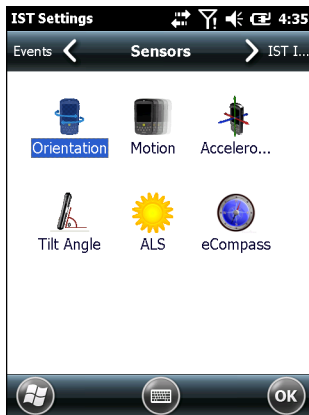 IST Settings 4:35
Events Sensors IST I...
Orientation Motion Accelero...
Tilt Angle ALS eCompass
OK